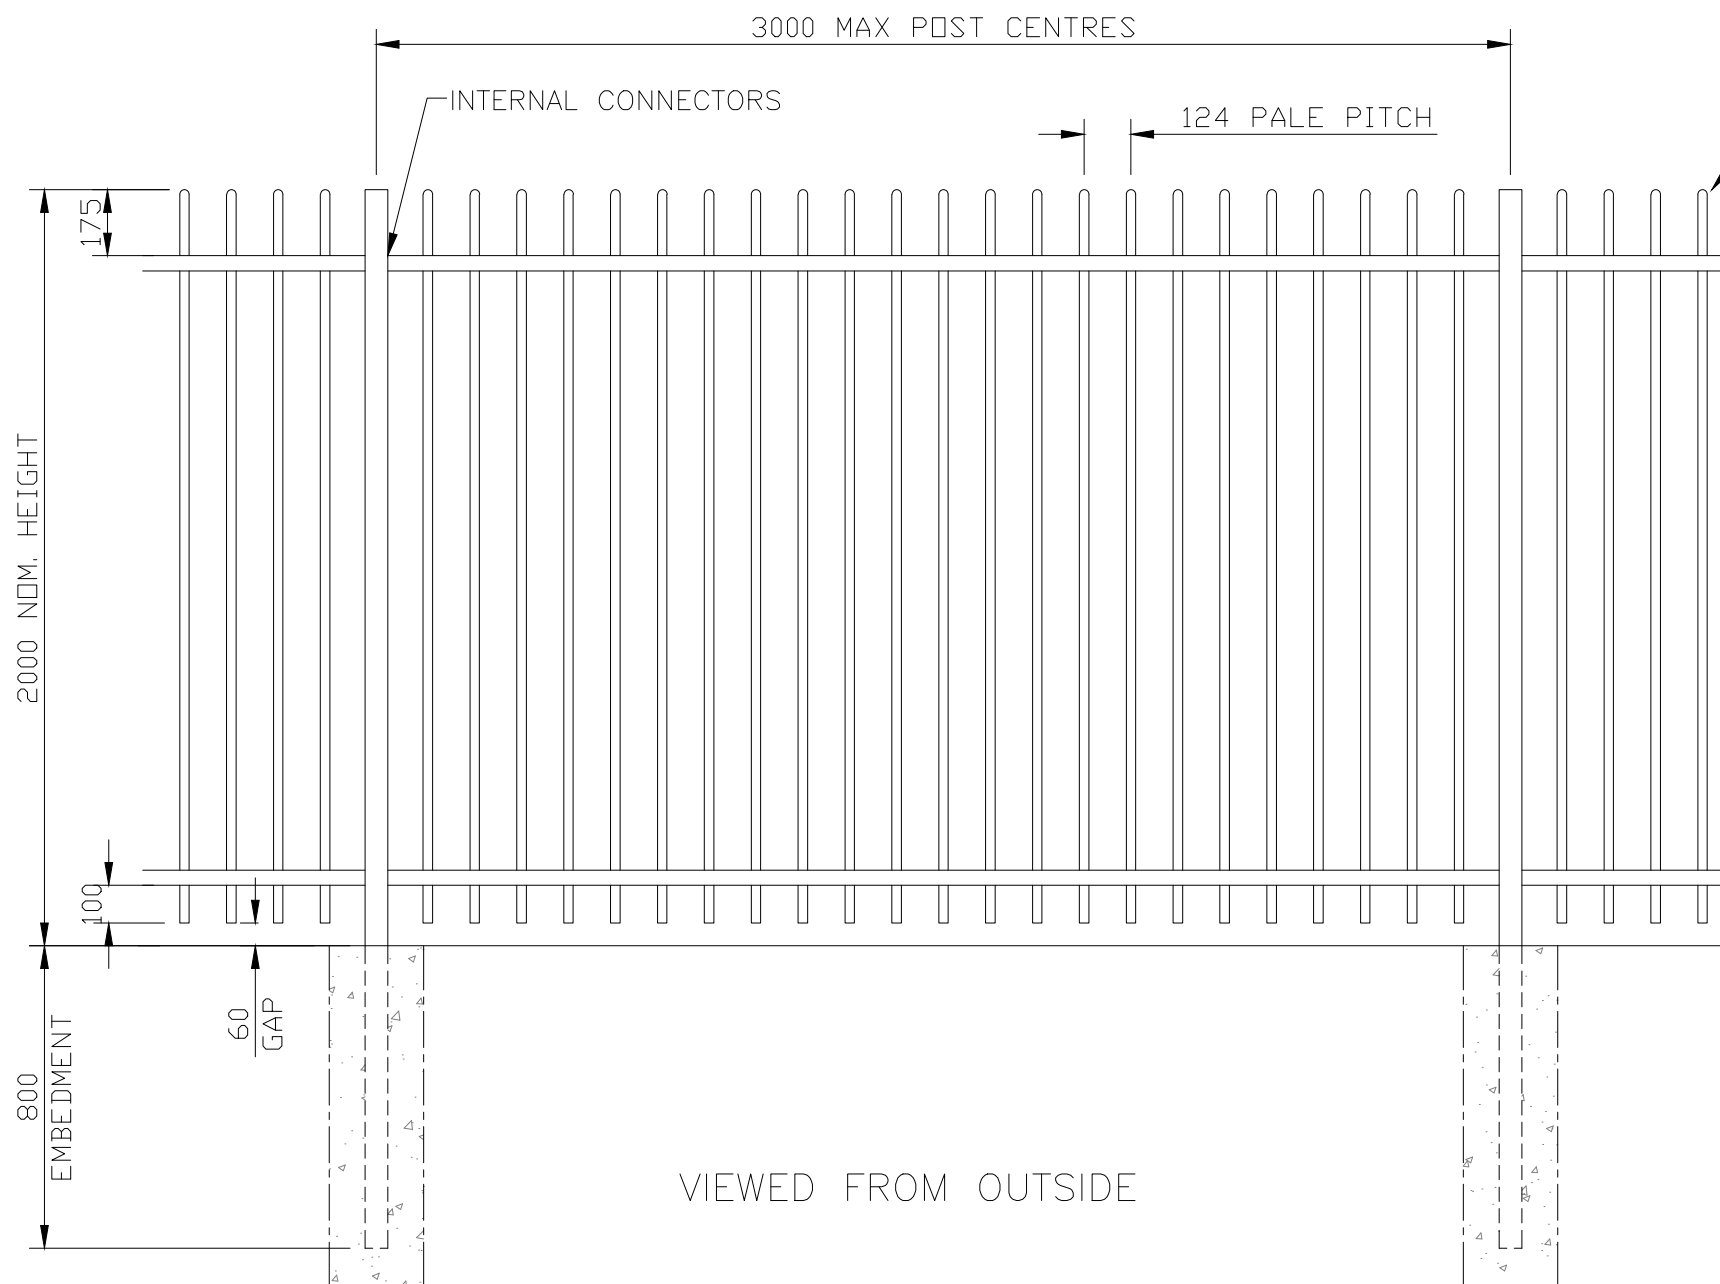 3000 MAX POST CENTRES
INTERNAL CONNECTORS
124 PALE PITCH
175
2000 NOM. HEIGHT
100
60
GAP
800
EMBEDMENT
VIEWED FROM OUTSIDE